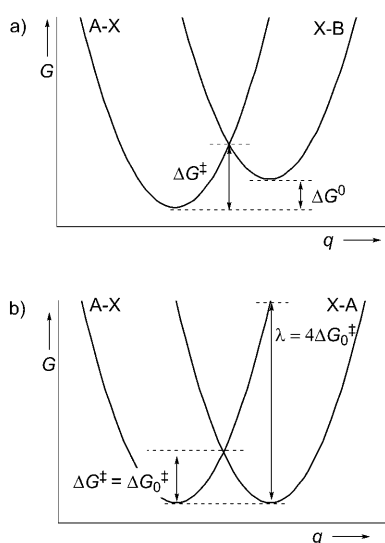 a)
A-X X-B
G
ΔG‡
ΔG⁰
q
b)
A-X X-A
G
λ = 4ΔG₀‡
ΔG‡ = ΔG₀‡
q